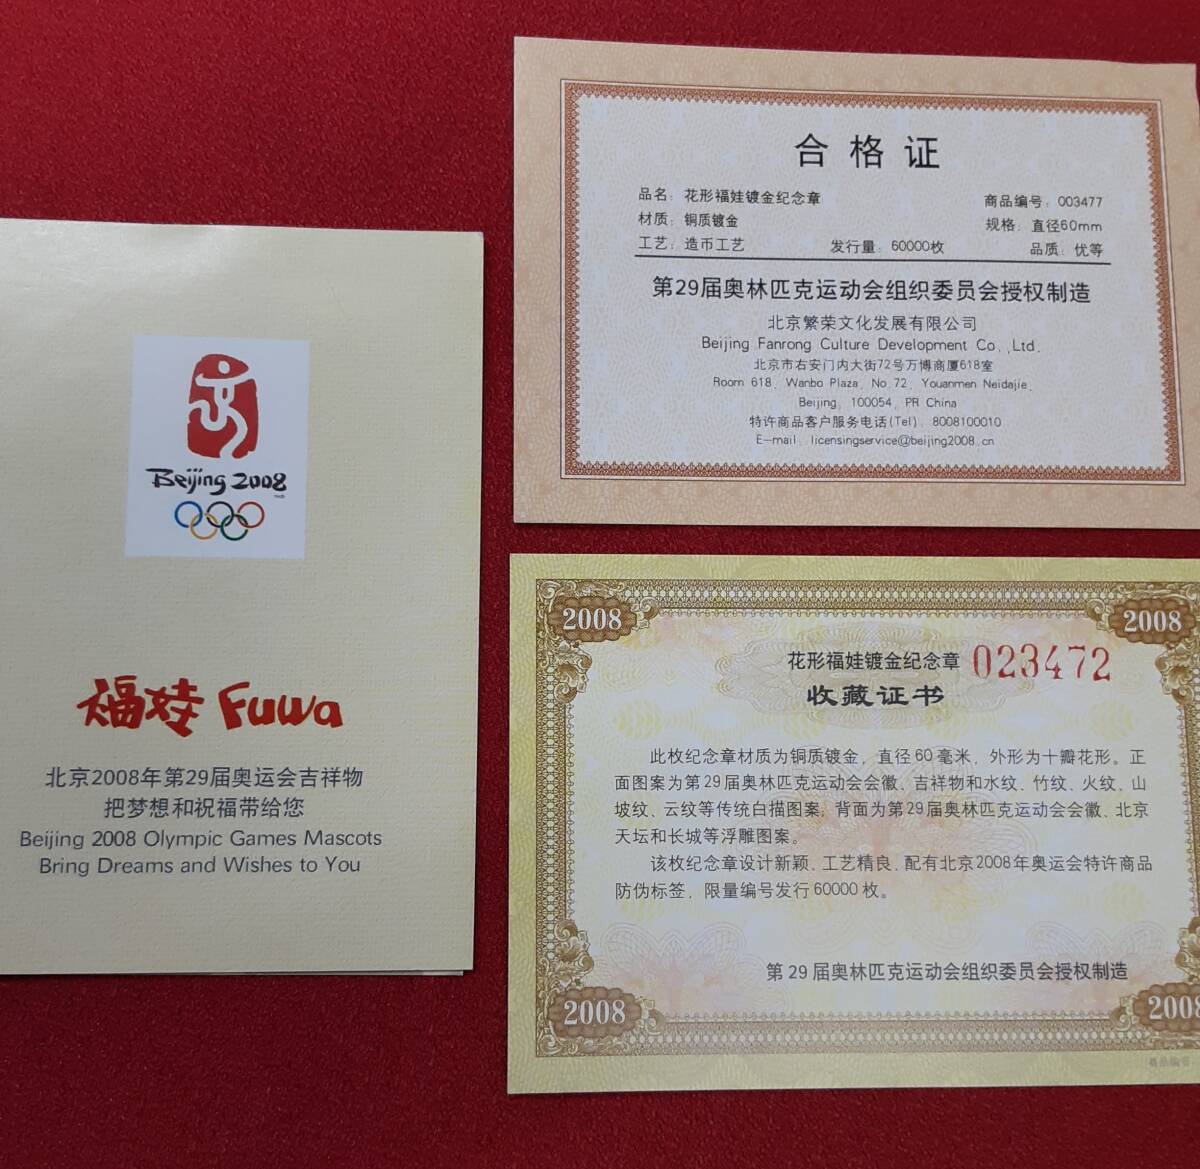 Beijing 2008
福娃 Fuwa
北京2008年第29届奥运会吉祥物
把梦想和祝福带给您
Beijing 2008 Olympic Games Mascots
Bring Dreams and Wishes to You
合格证
品名：花形福娃镀金纪念章 商品编号：003477
材质：铜质镀金 规格：直径60mm
工艺：造币工艺 发行量：60000枚 品质：优等
第29届奥林匹克运动会组织委员会授权制造
北京繁荣文化发展有限公司
Beijing Fanrong Culture Development Co.,Ltd.
北京市右安门内大街72号万博商厦618室
Room 618, Wanbo Plaza, No.72, Youanmen Neidajie,
Beijing, 100054, PR China
特许商品客户服务电话(Tel)：8008100010
E-mail：licensingservice@beijing2008.cn
2008 2008
花形福娃镀金纪念章 023472
收藏证书
此枚纪念章材质为铜质镀金，直径60毫米，外形为十瓣花形。正
面图案为第29届奥林匹克运动会会徽、吉祥物和水纹、竹纹、火纹、山
坡纹、云纹等传统白描图案；背面为第29届奥林匹克运动会会徽、北京
天坛和长城等浮雕图案。
该枚纪念章设计新颖、工艺精良，配有北京2008年奥运会特许商品
防伪标签，限量编号发行60000枚。
第29届奥林匹克运动会组织委员会授权制造
2008 2008